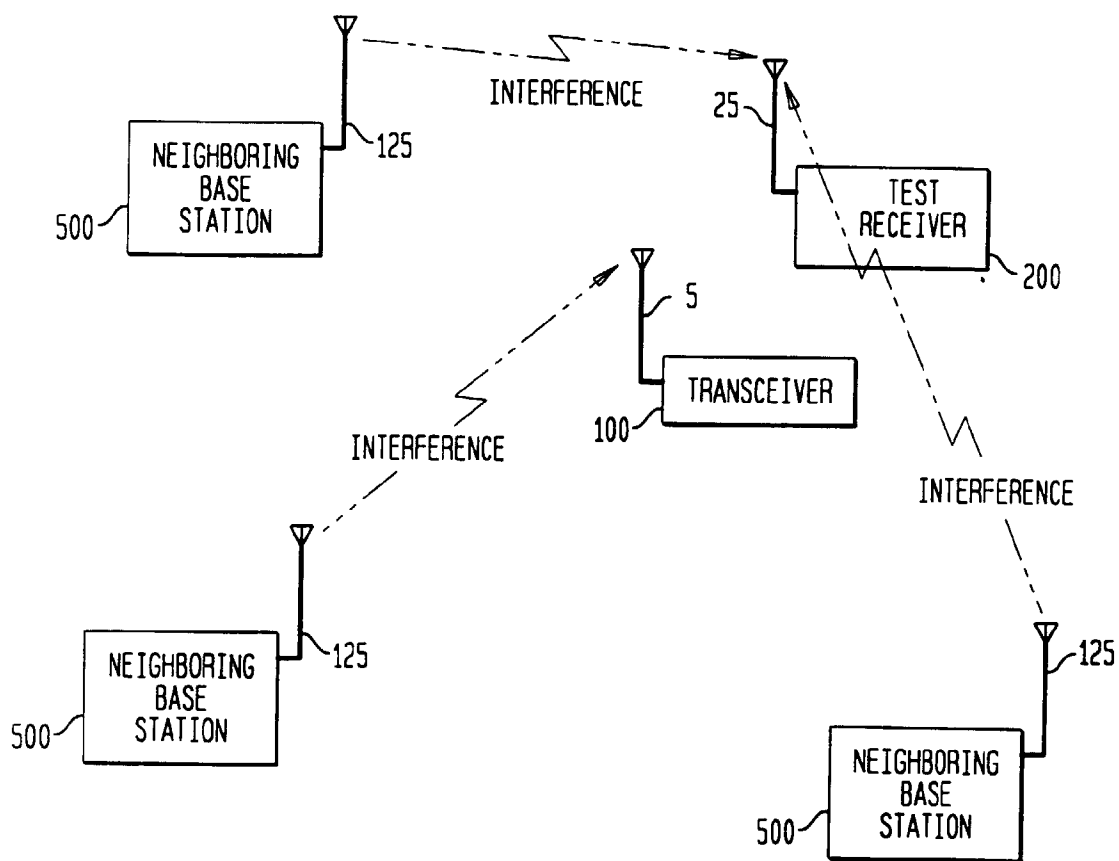 INTERFERENCE
25
125
NEIGHBORING
BASE
STATION
500
TEST
RECEIVER
200
5
TRANSCEIVER
100
INTERFERENCE
INTERFERENCE
125
NEIGHBORING
BASE
STATION
500
125
NEIGHBORING
BASE
STATION
500